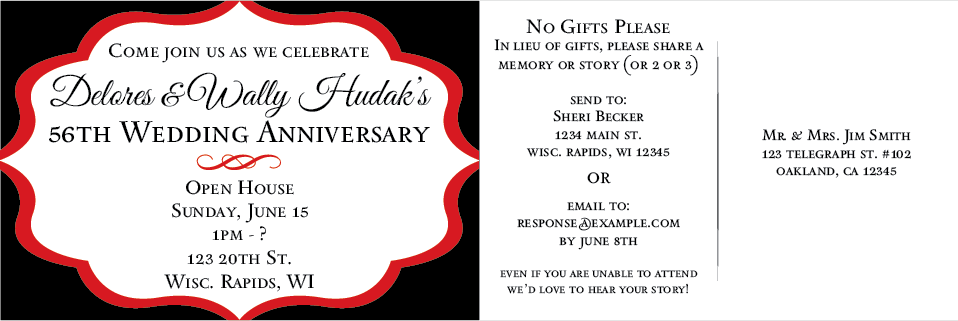 Come join us as we celebrate
Delores & Wally Hudak's
56th Wedding Anniversary
Open House
Sunday, June 15
1pm - ?
123 20th St.
Wisc. Rapids, WI
No Gifts Please
In lieu of gifts, please share a
memory or story (or 2 or 3)
send to:
Sheri Becker
1234 main st.
wisc. rapids, wi 12345
or
email to:
response@example.com
by june 8th
even if you are unable to attend
we'd love to hear your story!
Mr. & Mrs. Jim Smith
123 telegraph st. #102
oakland, ca 12345